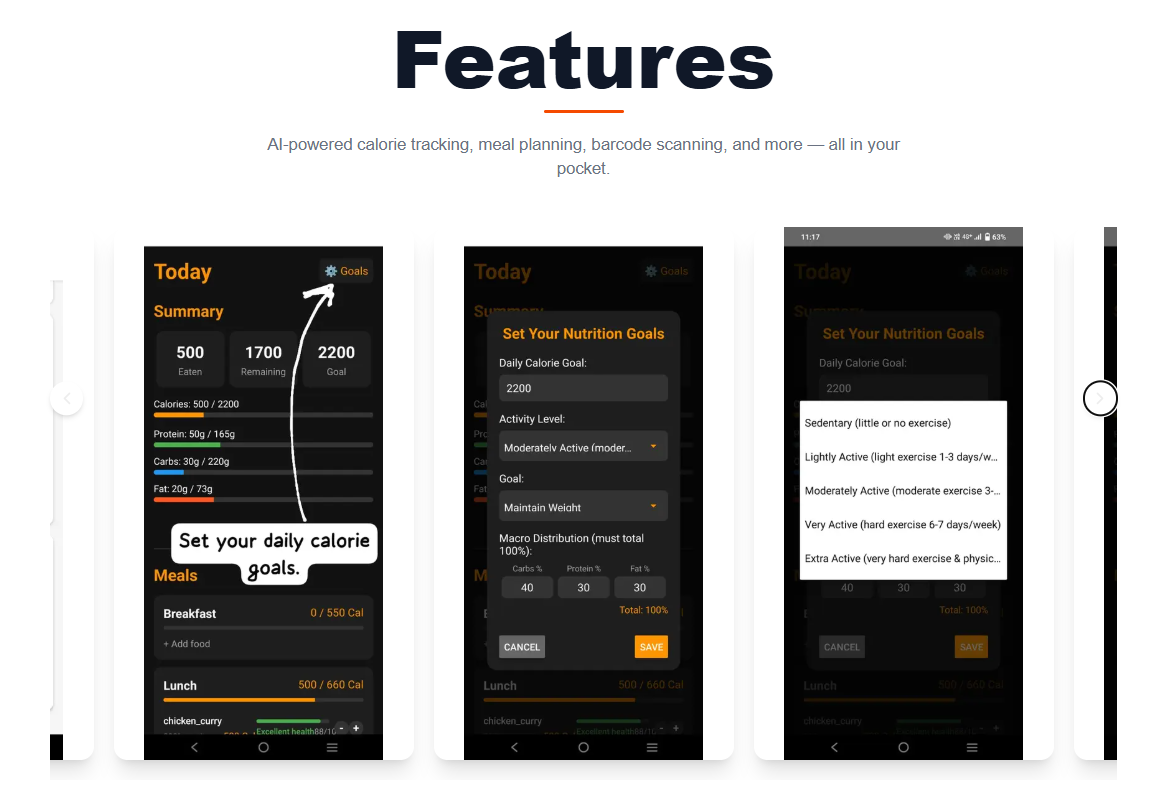 Features
AI-powered calorie tracking, meal planning, barcode scanning, and more — all in your
pocket.
Today
Goals
Summary
500
Eaten
1700
Remaining
2200
Goal
Calories: 500 / 2200
Protein: 50g / 165g
Carbs: 30g / 220g
Fat: 20g / 73g
Set your daily calorie
goals.
Meals
Breakfast
0 / 550 Cal
+ Add food
Lunch
500 / 660 Cal
chicken_curry
Excellent health88/10
-
+
Today
Goals
Summary
Set Your Nutrition Goals
Daily Calorie Goal:
2200
Activity Level:
Moderately Active (moder...
Goal:
Maintain Weight
Macro Distribution (must total
100%):
Carbs %
Protein %
Fat %
40
30
30
Total: 100%
CANCEL
SAVE
Lunch
500 / 660 Cal
chicken_curry
Excellent health88/10
-
+
11:17
4G+
63%
Today
Goals
Summary
Set Your Nutrition Goals
Daily Calorie Goal:
2200
Sedentary (little or no exercise)
Lightly Active (light exercise 1-3 days/w...
Moderately Active (moderate exercise 3-...
Very Active (hard exercise 6-7 days/week)
Extra Active (very hard exercise & physic...
40
30
30
Total: 100%
CANCEL
SAVE
Lunch
500 / 660 Cal
chicken_curry
Excellent health88/10
-
+